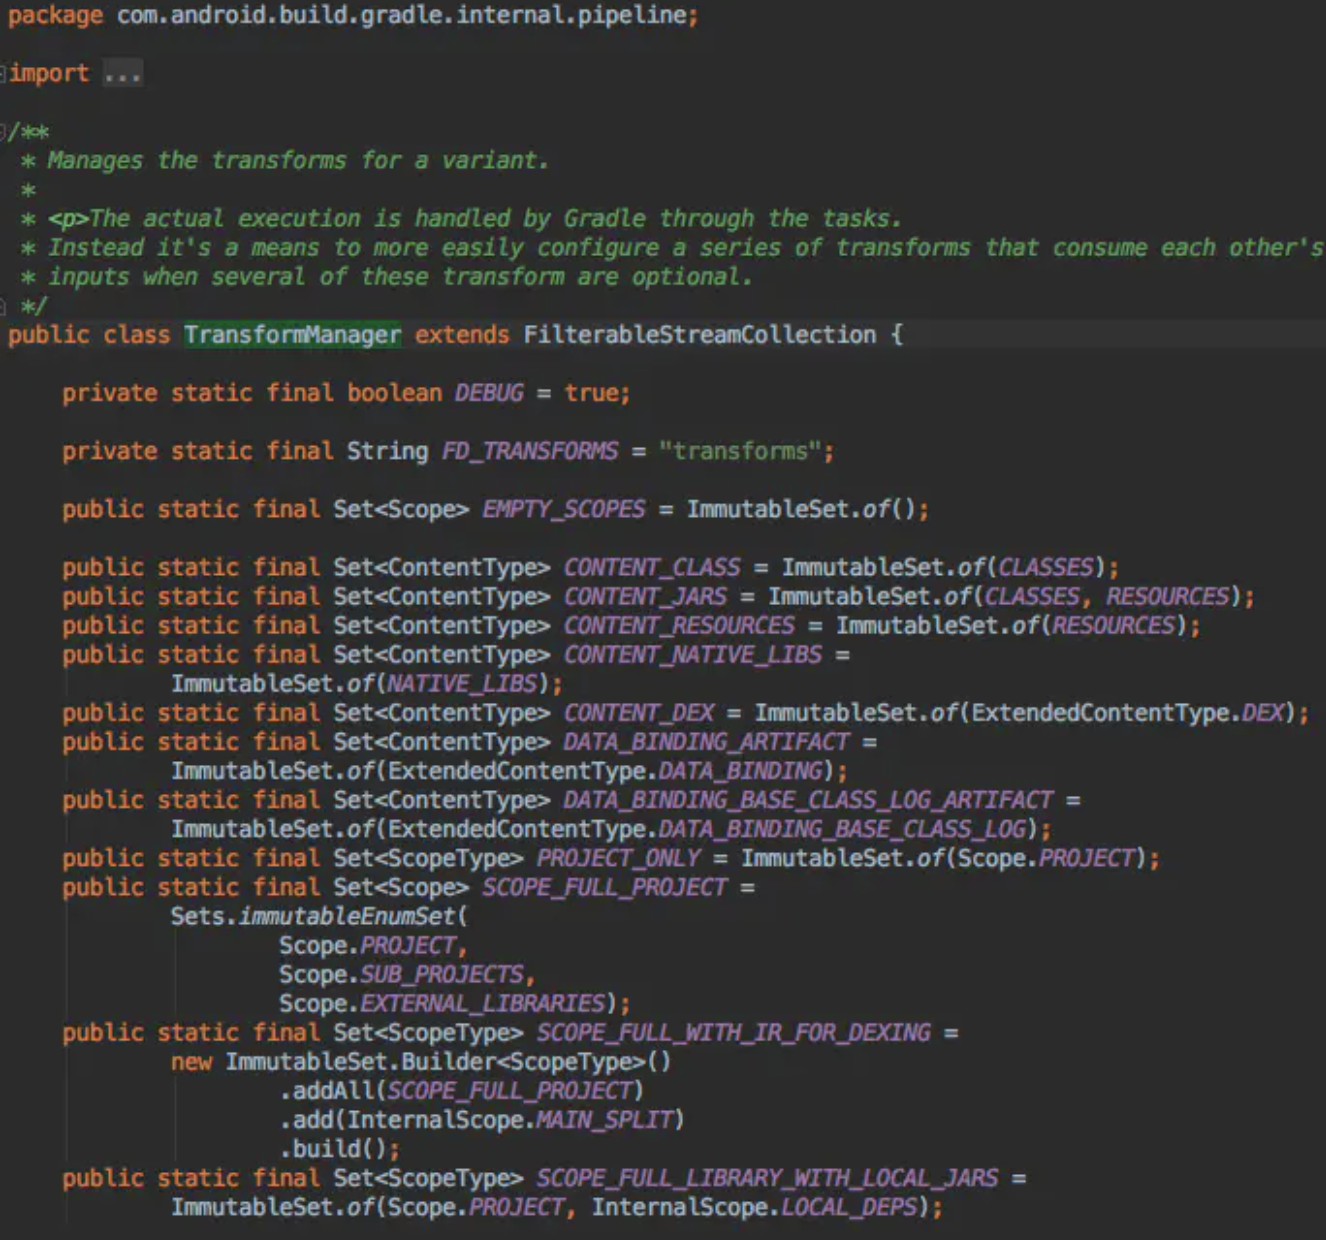 package com.android.build.gradle.internal.pipeline;
import ...
/**
* Manages the transforms for a variant.
*
* <p>The actual execution is handled by Gradle through the tasks.
* Instead it's a means to more easily configure a series of transforms that consume each other's
* inputs when several of these transform are optional.
*/
public class TransformManager extends FilterableStreamCollection {
private static final boolean DEBUG = true;
private static final String FD_TRANSFORMS = "transforms";
public static final Set<Scope> EMPTY_SCOPES = ImmutableSet.of();
public static final Set<ContentType> CONTENT_CLASS = ImmutableSet.of(CLASSES);
public static final Set<ContentType> CONTENT_JARS = ImmutableSet.of(CLASSES, RESOURCES);
public static final Set<ContentType> CONTENT_RESOURCES = ImmutableSet.of(RESOURCES);
public static final Set<ContentType> CONTENT_NATIVE_LIBS =
ImmutableSet.of(NATIVE_LIBS);
public static final Set<ContentType> CONTENT_DEX = ImmutableSet.of(ExtendedContentType.DEX);
public static final Set<ContentType> DATA_BINDING_ARTIFACT =
ImmutableSet.of(ExtendedContentType.DATA_BINDING);
public static final Set<ContentType> DATA_BINDING_BASE_CLASS_LOG_ARTIFACT =
ImmutableSet.of(ExtendedContentType.DATA_BINDING_BASE_CLASS_LOG);
public static final Set<ScopeType> PROJECT_ONLY = ImmutableSet.of(Scope.PROJECT);
public static final Set<Scope> SCOPE_FULL_PROJECT =
Sets.immutableEnumSet(
Scope.PROJECT,
Scope.SUB_PROJECTS,
Scope.EXTERNAL_LIBRARIES);
public static final Set<ScopeType> SCOPE_FULL_WITH_IR_FOR_DEXING =
new ImmutableSet.Builder<ScopeType>()
.addAll(SCOPE_FULL_PROJECT)
.add(InternalScope.MAIN_SPLIT)
.build();
public static final Set<ScopeType> SCOPE_FULL_LIBRARY_WITH_LOCAL_JARS =
ImmutableSet.of(Scope.PROJECT, InternalScope.LOCAL_DEPS);